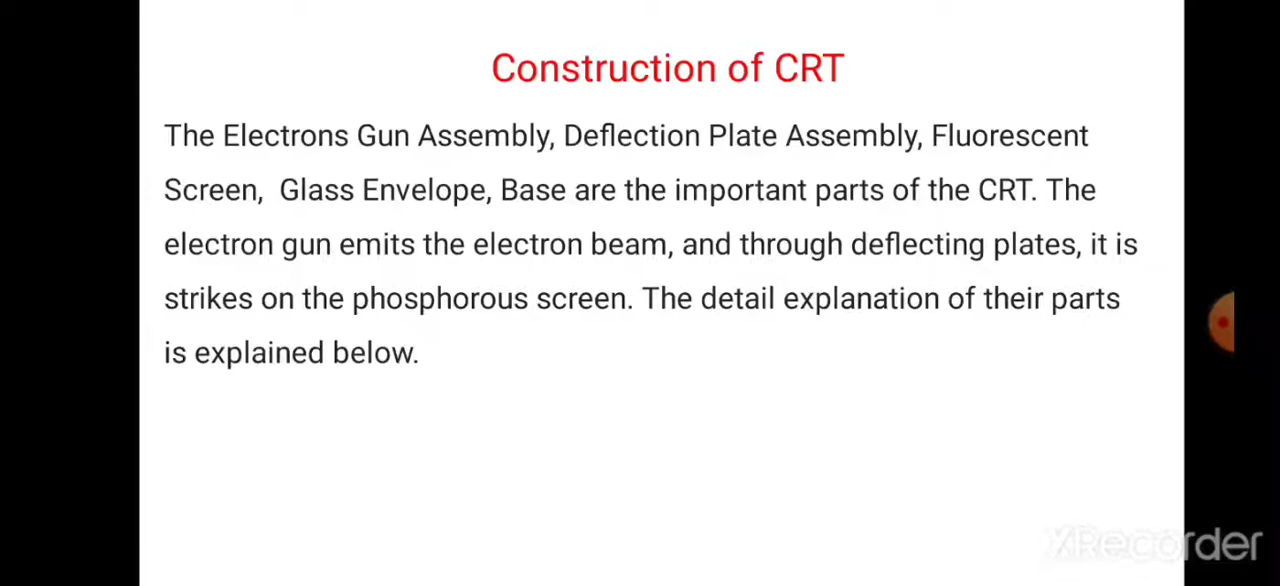 Construction of CRT
The Electrons Gun Assembly, Deflection Plate Assembly, Fluorescent
Screen, Glass Envelope, Base are the important parts of the CRT. The
electron gun emits the electron beam, and through deflecting plates, it is
strikes on the phosphorous screen. The detail explanation of their parts
is explained below.
XRecorder